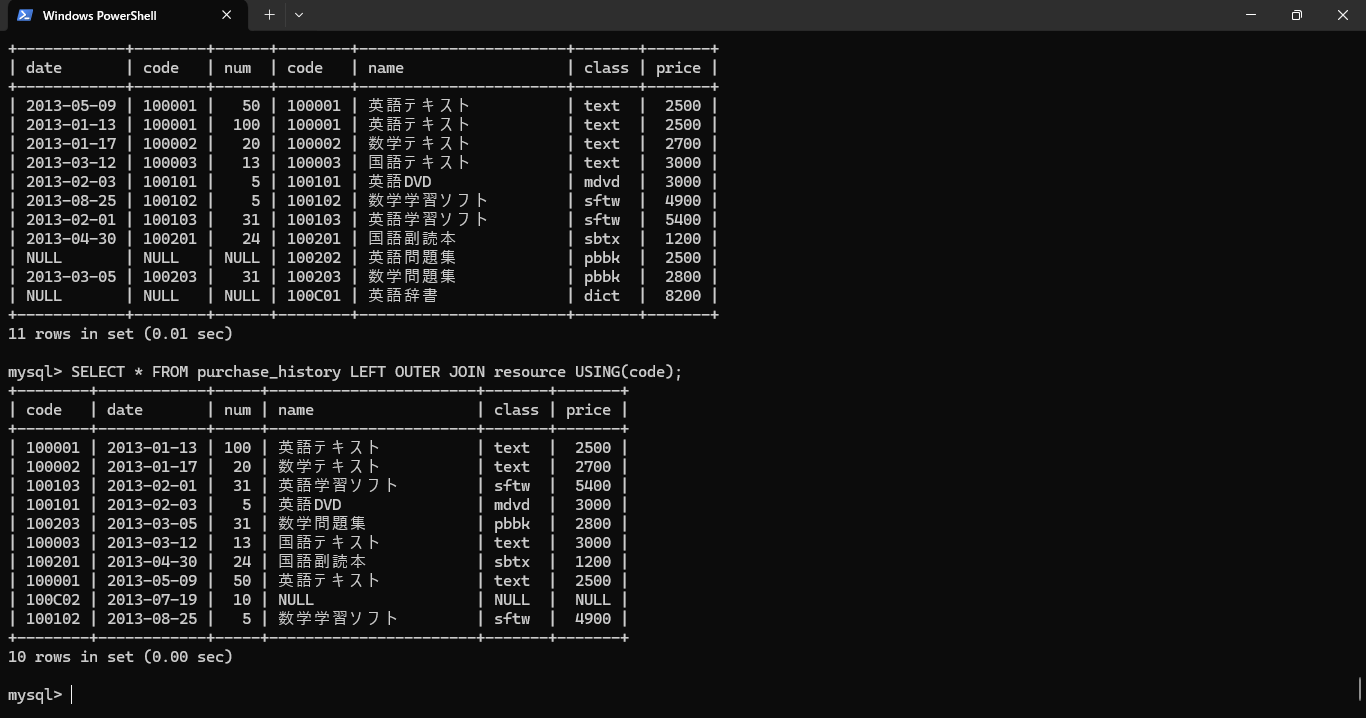 Windows PowerShell
+------------+--------+------+--------+-----------------------+-------+-------+
| date       | code   | num  | code   | name                  | class | price |
+------------+--------+------+--------+-----------------------+-------+-------+
| 2013-05-09 | 100001 |   50 | 100001 | 英語テキスト          | text  |  2500 |
| 2013-01-13 | 100001 |  100 | 100001 | 英語テキスト          | text  |  2500 |
| 2013-01-17 | 100002 |   20 | 100002 | 数学テキスト          | text  |  2700 |
| 2013-03-12 | 100003 |   13 | 100003 | 国語テキスト          | text  |  3000 |
| 2013-02-03 | 100101 |    5 | 100101 | 英語DVD               | mdvd  |  3000 |
| 2013-08-25 | 100102 |    5 | 100102 | 数学学習ソフト        | sftw  |  4900 |
| 2013-02-01 | 100103 |   31 | 100103 | 英語学習ソフト        | sftw  |  5400 |
| 2013-04-30 | 100201 |   24 | 100201 | 国語副読本            | sbtx  |  1200 |
| NULL       | NULL   | NULL | 100202 | 英語問題集            | pbbk  |  2500 |
| 2013-03-05 | 100203 |   31 | 100203 | 数学問題集            | pbbk  |  2800 |
| NULL       | NULL   | NULL | 100C01 | 英語辞書              | dict  |  8200 |
+------------+--------+------+--------+-----------------------+-------+-------+
11 rows in set (0.01 sec)
mysql> SELECT * FROM purchase_history LEFT OUTER JOIN resource USING(code);
+--------+------------+-----+-----------------------+-------+-------+
| code   | date       | num | name                  | class | price |
+--------+------------+-----+-----------------------+-------+-------+
| 100001 | 2013-01-13 | 100 | 英語テキスト          | text  |  2500 |
| 100002 | 2013-01-17 |  20 | 数学テキスト          | text  |  2700 |
| 100103 | 2013-02-01 |  31 | 英語学習ソフト        | sftw  |  5400 |
| 100101 | 2013-02-03 |   5 | 英語DVD               | mdvd  |  3000 |
| 100203 | 2013-03-05 |  31 | 数学問題集            | pbbk  |  2800 |
| 100003 | 2013-03-12 |  13 | 国語テキスト          | text  |  3000 |
| 100201 | 2013-04-30 |  24 | 国語副読本            | sbtx  |  1200 |
| 100001 | 2013-05-09 |  50 | 英語テキスト          | text  |  2500 |
| 100C02 | 2013-07-19 |  10 | NULL                  | NULL  |  NULL |
| 100102 | 2013-08-25 |   5 | 数学学習ソフト        | sftw  |  4900 |
+--------+------------+-----+-----------------------+-------+-------+
10 rows in set (0.00 sec)
mysql>